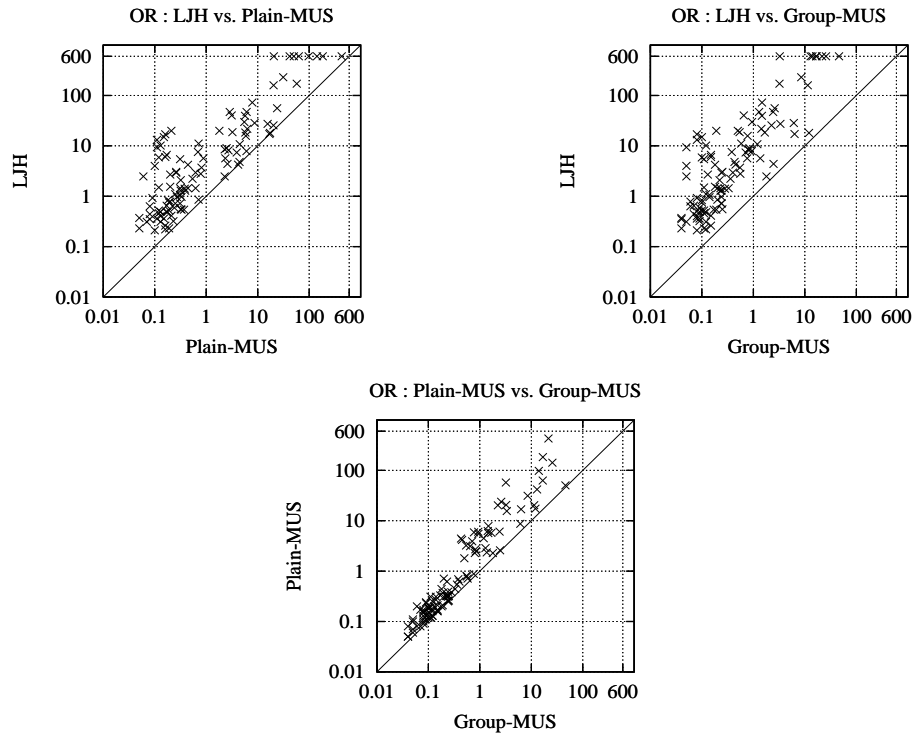 OR : LJH vs. Plain-MUS
600
100
10
1
0.1
0.01
LJH
0.01 0.1 1 10 100 600
Plain-MUS
OR : LJH vs. Group-MUS
600
100
10
1
0.1
0.01
LJH
0.01 0.1 1 10 100 600
Group-MUS
OR : Plain-MUS vs. Group-MUS
600
100
10
1
0.1
0.01
Plain-MUS
0.01 0.1 1 10 100 600
Group-MUS